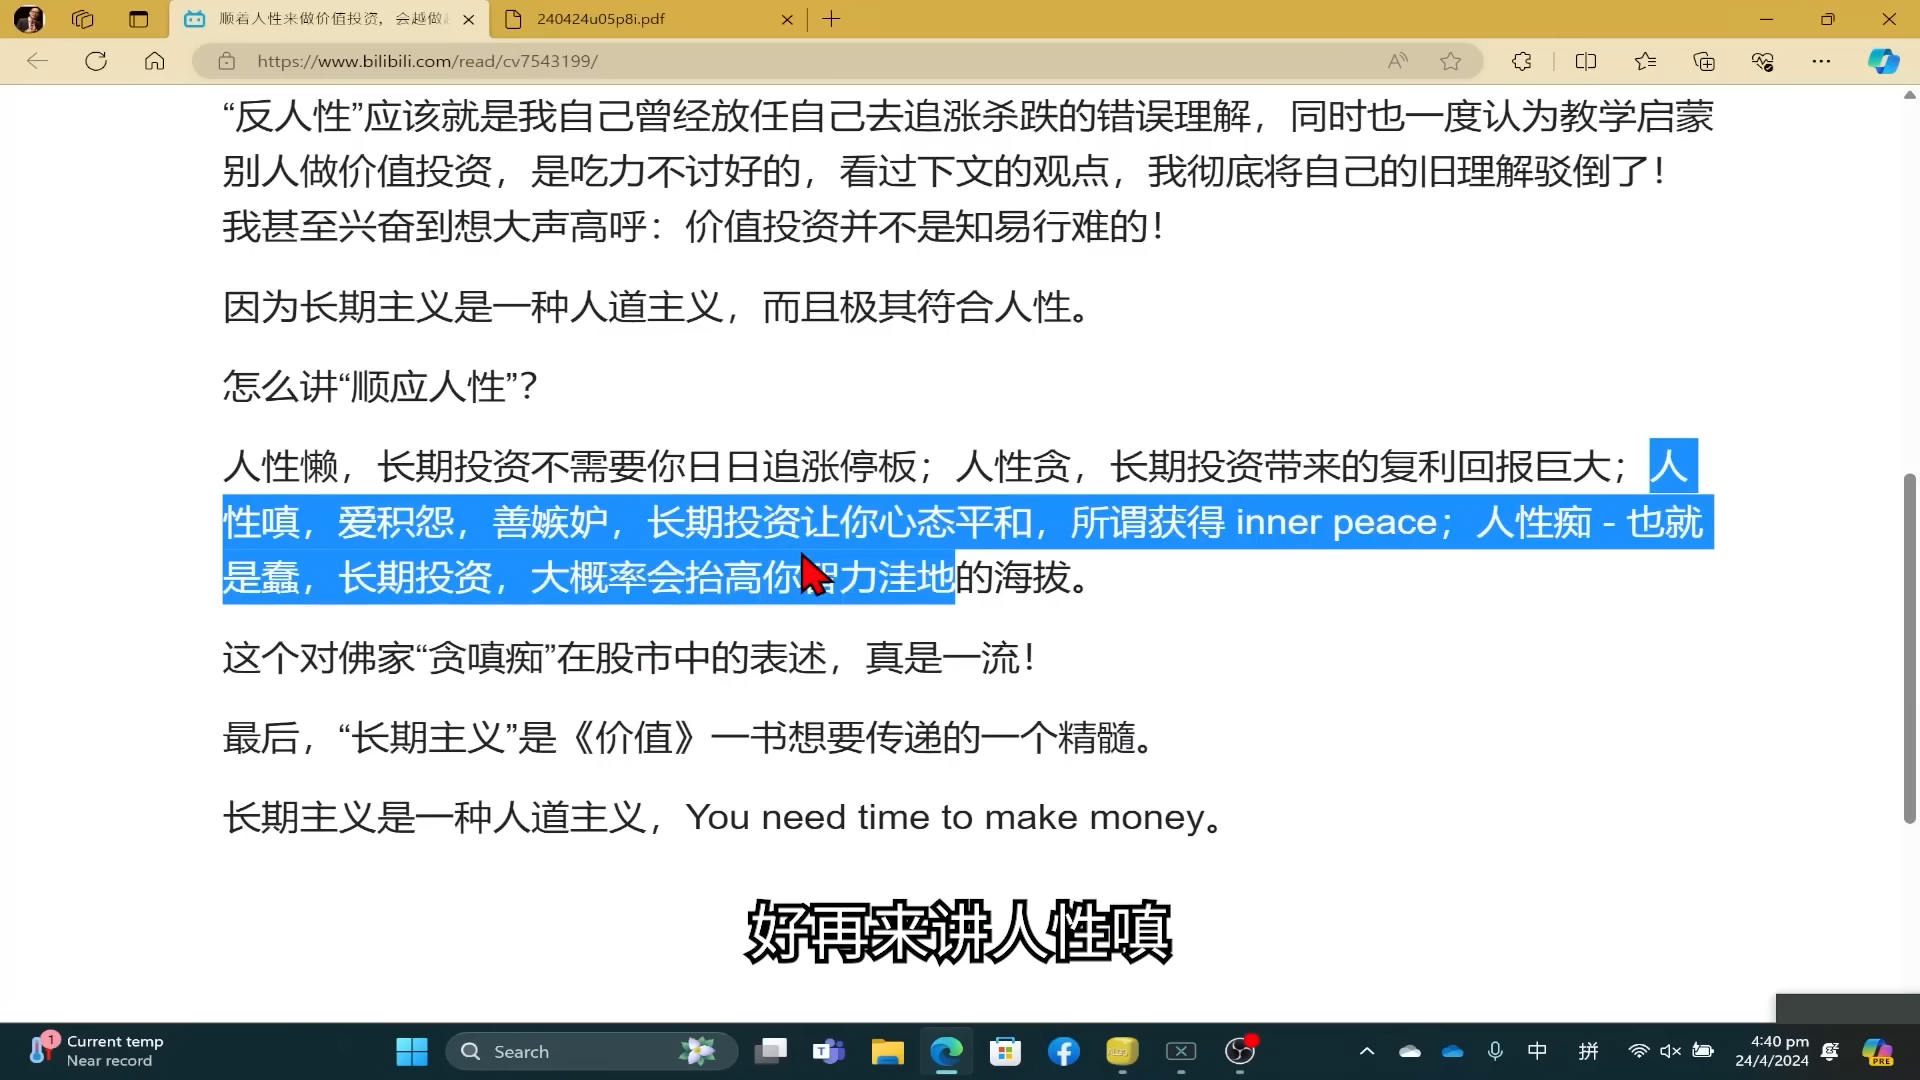 顺着人性来做价值投资，会越做
240424u05p8i.pdf
https://www.bilibili.com/read/cv7543199/
“反人性”应该就是我自己曾经放任自己去追涨杀跌的错误理解，同时也一度认为教学启蒙
别人做价值投资，是吃力不讨好的，看过下文的观点，我彻底将自己的旧理解驳倒了！
我甚至兴奋到想大声高呼：价值投资并不是知易行难的！
因为长期主义是一种人道主义，而且极其符合人性。
怎么讲“顺应人性”？
人性懒，长期投资不需要你日日追涨停板；人性贪，长期投资带来的复利回报巨大；人
性嗔，爱积怨，善嫉妒，长期投资让你心态平和，所谓获得 inner peace；人性痴 - 也就
是蠢，长期投资，大概率会抬高你智力洼地的海拔。
这个对佛家“贪嗔痴”在股市中的表述，真是一流！
最后，“长期主义”是《价值》一书想要传递的一个精髓。
长期主义是一种人道主义，You need time to make money。
好再来讲人性嗔
1
Current temp
Near record
Search
中
拼
4:40 pm
24/4/2024
PRE